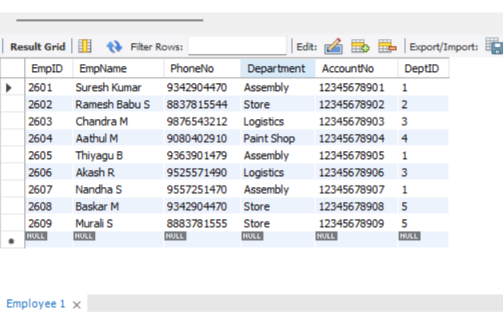 Result Grid Filter Rows: Edit: Export/Import:
EmpID EmpName PhoneNo Department AccountNo DeptID
2601 Suresh Kumar 9342904470 Assembly 12345678901 1
2602 Ramesh Babu S 8837815544 Store 12345678902 2
2603 Chandra M 9876543212 Logistics 12345678903 3
2604 Aathul M 9080402910 Paint Shop 12345678904 4
2605 Thiyagu B 9363901479 Assembly 12345678905 1
2606 Akash R 9525571490 Logistics 12345678906 3
2607 Nandha S 9557251470 Assembly 12345678907 1
2608 Baskar M 9342904470 Store 12345678908 5
2609 Murali S 8883781555 Store 12345678909 5
NULL NULL NULL NULL NULL NULL
Employee 1